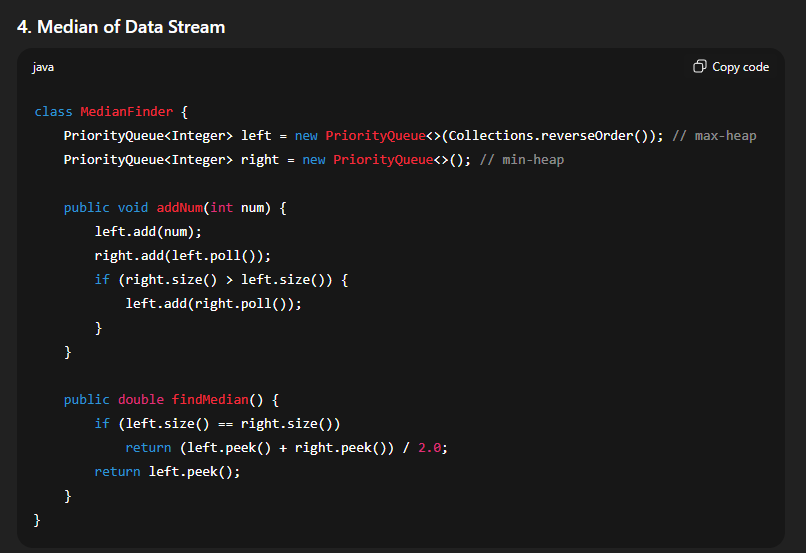 4. Median of Data Stream
java
Copy code
class MedianFinder {
    PriorityQueue<Integer> left = new PriorityQueue<>(Collections.reverseOrder()); // max-heap
    PriorityQueue<Integer> right = new PriorityQueue<>(); // min-heap
    public void addNum(int num) {
        left.add(num);
        right.add(left.poll());
        if (right.size() > left.size()) {
            left.add(right.poll());
        }
    }
    public double findMedian() {
        if (left.size() == right.size())
            return (left.peek() + right.peek()) / 2.0;
        return left.peek();
    }
}